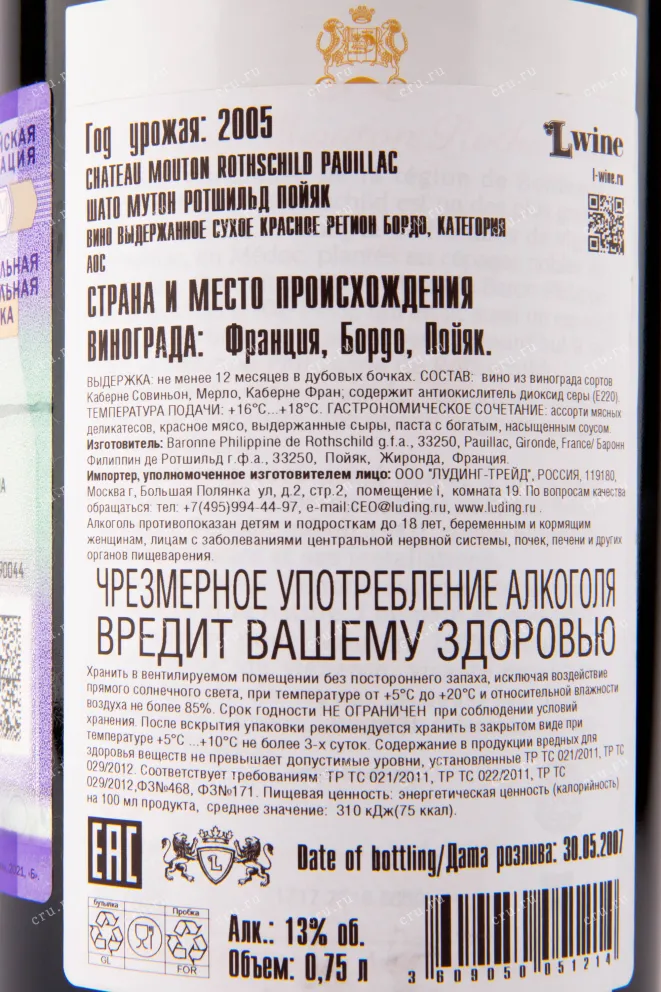 Год урожая: 2005
CHATEAU MOUTON ROTHSCHILD PAUILLAC
ШАТО МУТОН РОТШИЛЬД ПОЙЯК
ВИНО ВЫДЕРЖАННОЕ СУХОЕ КРАСНОЕ РЕГИОН БОРДО, КАТЕГОРИЯ
АОС
Lwine
l-wine.ru
СТРАНА И МЕСТО ПРОИСХОЖДЕНИЯ
ВИНОГРАДА: Франция, Бордо, Пойяк.
ВЫДЕРЖКА: не менее 12 месяцев в дубовых бочках. СОСТАВ: вино из винограда сортов
Каберне Совиньон, Мерло, Каберне Фран; содержит антиокислитель диоксид серы (Е220).
ТЕМПЕРАТУРА ПОДАЧИ: +16°С...+18°С. ГАСТРОНОМИЧЕСКОЕ СОЧЕТАНИЕ: ассорти мясных
деликатесов, красное мясо, выдержанные сыры, паста с богатым, насыщенным соусом.
Изготовитель: Baronne Philippine de Rothschild g.f.a., 33250, Pauillac, Gironde, France/ Баронн
Филиппин де Ротшильд г.ф.а., 33250, Пойяк, Жиронда, Франция.
Импортер, уполномоченное изготовителем лицо: ООО "ЛУДИНГ-ТРЕЙД", РОССИЯ, 119180,
Москва г, Большая Полянка ул, д.2, стр.2, помещение I, комната 19. По вопросам качества
обращаться: тел: +7(495)994-44-97, e-mail:CEO@luding.ru, www.luding.ru .
Алкоголь противопоказан детям и подросткам до 18 лет, беременным и кормящим
женщинам, лицам с заболеваниями центральной нервной системы, почек, печени и других
органов пищеварения.
ЧРЕЗМЕРНОЕ УПОТРЕБЛЕНИЕ АЛКОГОЛЯ
ВРЕДИТ ВАШЕМУ ЗДОРОВЬЮ
Хранить в вентилируемом помещении без постороннего запаха, исключая воздействие
прямого солнечного света, при температуре от +5°С до +20°С и относительной влажности
воздуха не более 85%. Срок годности НЕ ОГРАНИЧЕН при соблюдении условий
хранения. После вскрытия упаковки рекомендуется хранить в закрытом виде при
температуре +5°С ...+10°С не более 3-х суток. Содержание в продукции вредных для
здоровья веществ не превышает допустимые уровни, установленные ТР ТС 021/2011, ТР ТС
029/2012. Соответствует требованиям: ТР ТС 021/2011, ТР ТС 022/2011, ТР ТС
029/2012,ФЗ№468, ФЗ№171. Пищевая ценность: энергетическая ценность (калорийность)
на 100 мл продукта, среднее значение: 310 кДж(75 ккал).
EAC
L
Date of bottling/Дата розлива: 30.05.2007
бутылка
GL
Пробка
FOR
Алк.: 13% об.
Объем: 0,75 л
3 609050 051214
90044
cru.ru